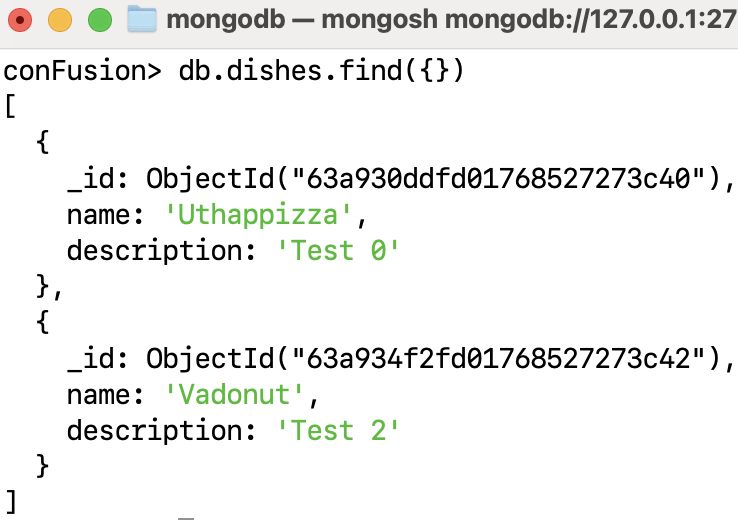 mongodb — mongosh mongodb://127.0.0.1:27
conFusion> db.dishes.find({})
[
  {
    _id: ObjectId("63a930ddfd01768527273c40"),
    name: 'Uthappizza',
    description: 'Test 0'
  },
  {
    _id: ObjectId("63a934f2fd01768527273c42"),
    name: 'Vadonut',
    description: 'Test 2'
  }
]